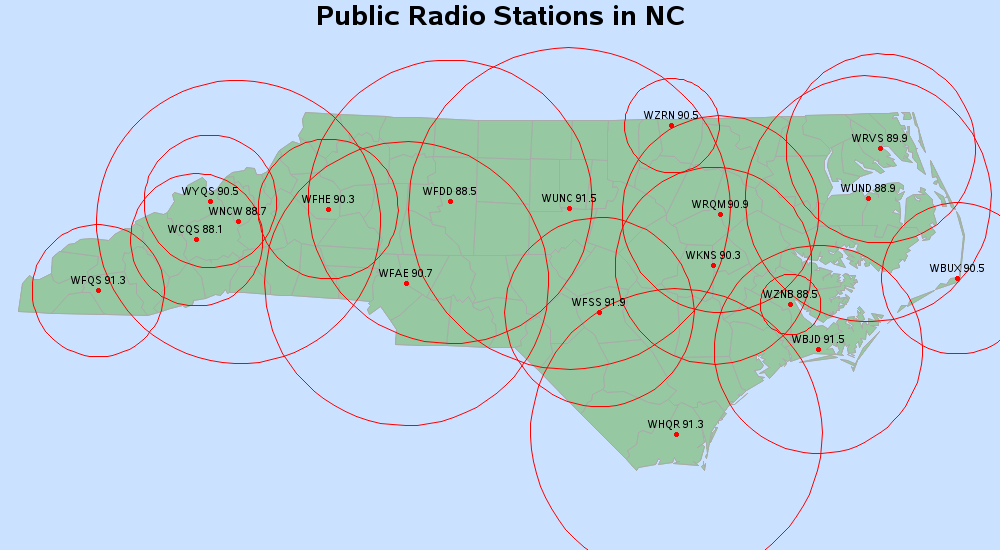 Public Radio Stations in NC
WZRN 90.5
WRVS 89.9
WYQS 90.5
WFDD 88.5
WUND 88.9
WFHE 90.3
WUNC 91.5
WRQM 90.9
WNCW 88.7
WCQS 88.1
WKNS 90.3
WBUX 90.5
WFAE 90.7
WFQS 91.3
WZNB 88.5
WFSS 91.9
WBJD 91.5
WHQR 91.3